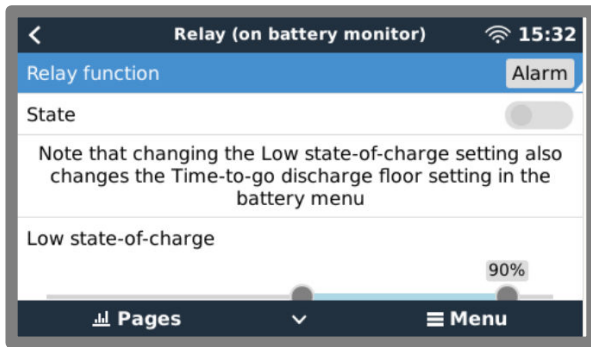 Relay (on battery monitor) 15:32
Relay function Alarm
State
Note that changing the Low state-of-charge setting also
changes the Time-to-go discharge floor setting in the
battery menu
Low state-of-charge
90%
Pages Menu